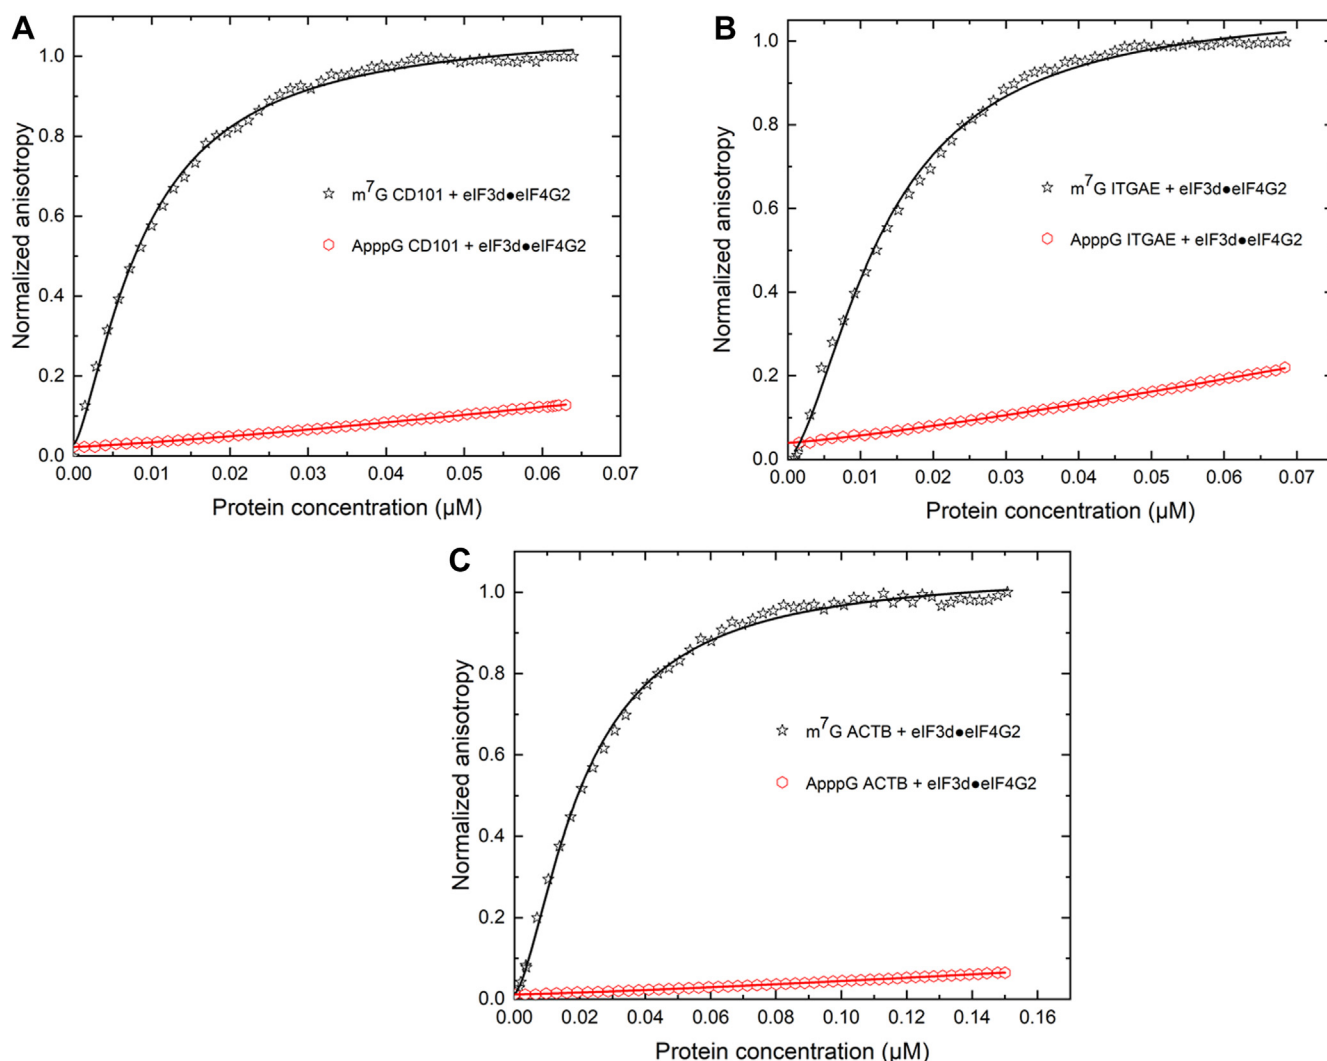 A
Normalized anisotropy
1.0
0.8
0.6
0.4
0.2
0.0
m⁷G CD101 + eIF3d●eIF4G2
ApppG CD101 + eIF3d●eIF4G2
0.00 0.01 0.02 0.03 0.04 0.05 0.06 0.07
Protein concentration (µM)
B
Normalized anisotropy
1.0
0.8
0.6
0.4
0.2
0.0
m⁷G ITGAE + eIF3d●eIF4G2
ApppG ITGAE + eIF3d●eIF4G2
0.00 0.01 0.02 0.03 0.04 0.05 0.06 0.07
Protein concentration (µM)
C
Normalized anisotropy
1.0
0.8
0.6
0.4
0.2
0.0
m⁷G ACTB + eIF3d●eIF4G2
ApppG ACTB + eIF3d●eIF4G2
0.00 0.02 0.04 0.06 0.08 0.10 0.12 0.14 0.16
Protein concentration (µM)